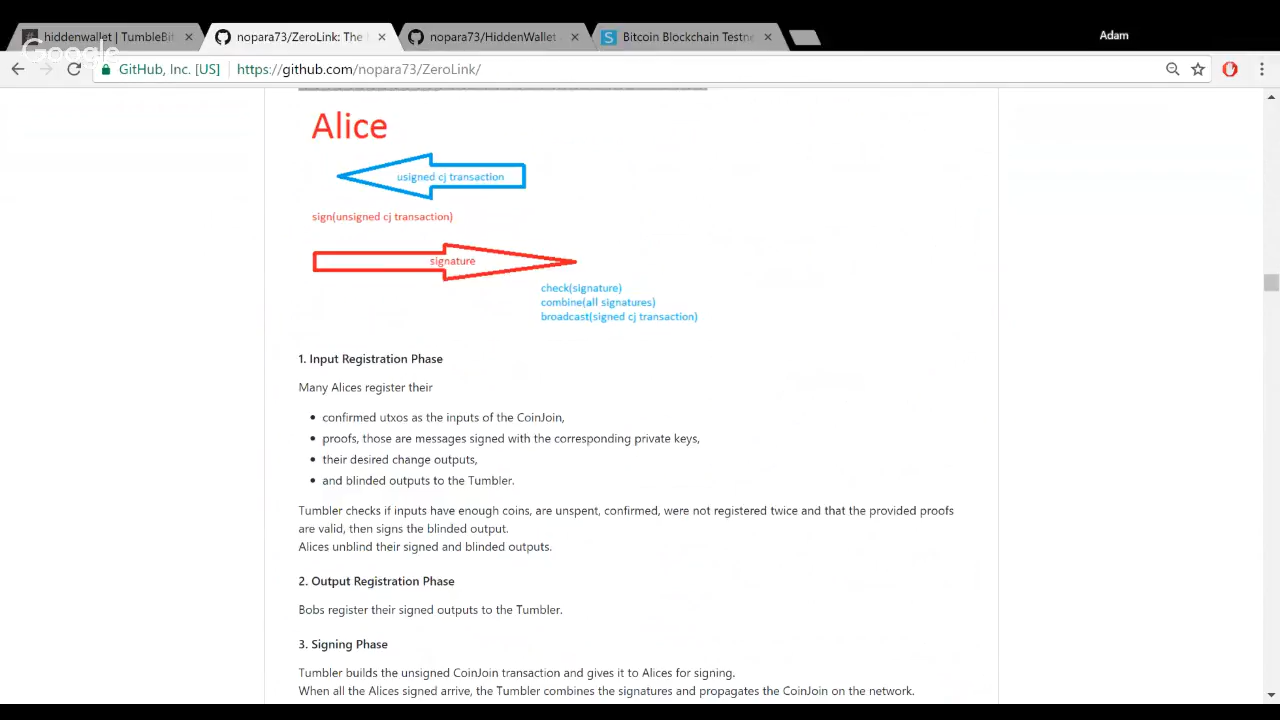 hiddenwallet | TumbleBit
nopara73/ZeroLink: The
nopara73/HiddenWallet
Bitcoin Blockchain Testne
Adam
Google
GitHub, Inc. [US]
https://github.com/nopara73/ZeroLink/
Alice
usigned cj transaction
sign(unsigned cj transaction)
signature
check(signature)
combine(all signatures)
broadcast(signed cj transaction)
1. Input Registration Phase
Many Alices register their
confirmed utxos as the inputs of the CoinJoin,
proofs, those are messages signed with the corresponding private keys,
their desired change outputs,
and blinded outputs to the Tumbler.
Tumbler checks if inputs have enough coins, are unspent, confirmed, were not registered twice and that the provided proofs
are valid, then signs the blinded output.
Alices unblind their signed and blinded outputs.
2. Output Registration Phase
Bobs register their signed outputs to the Tumbler.
3. Signing Phase
Tumbler builds the unsigned CoinJoin transaction and gives it to Alices for signing.
When all the Alices signed arrive, the Tumbler combines the signatures and propagates the CoinJoin on the network.